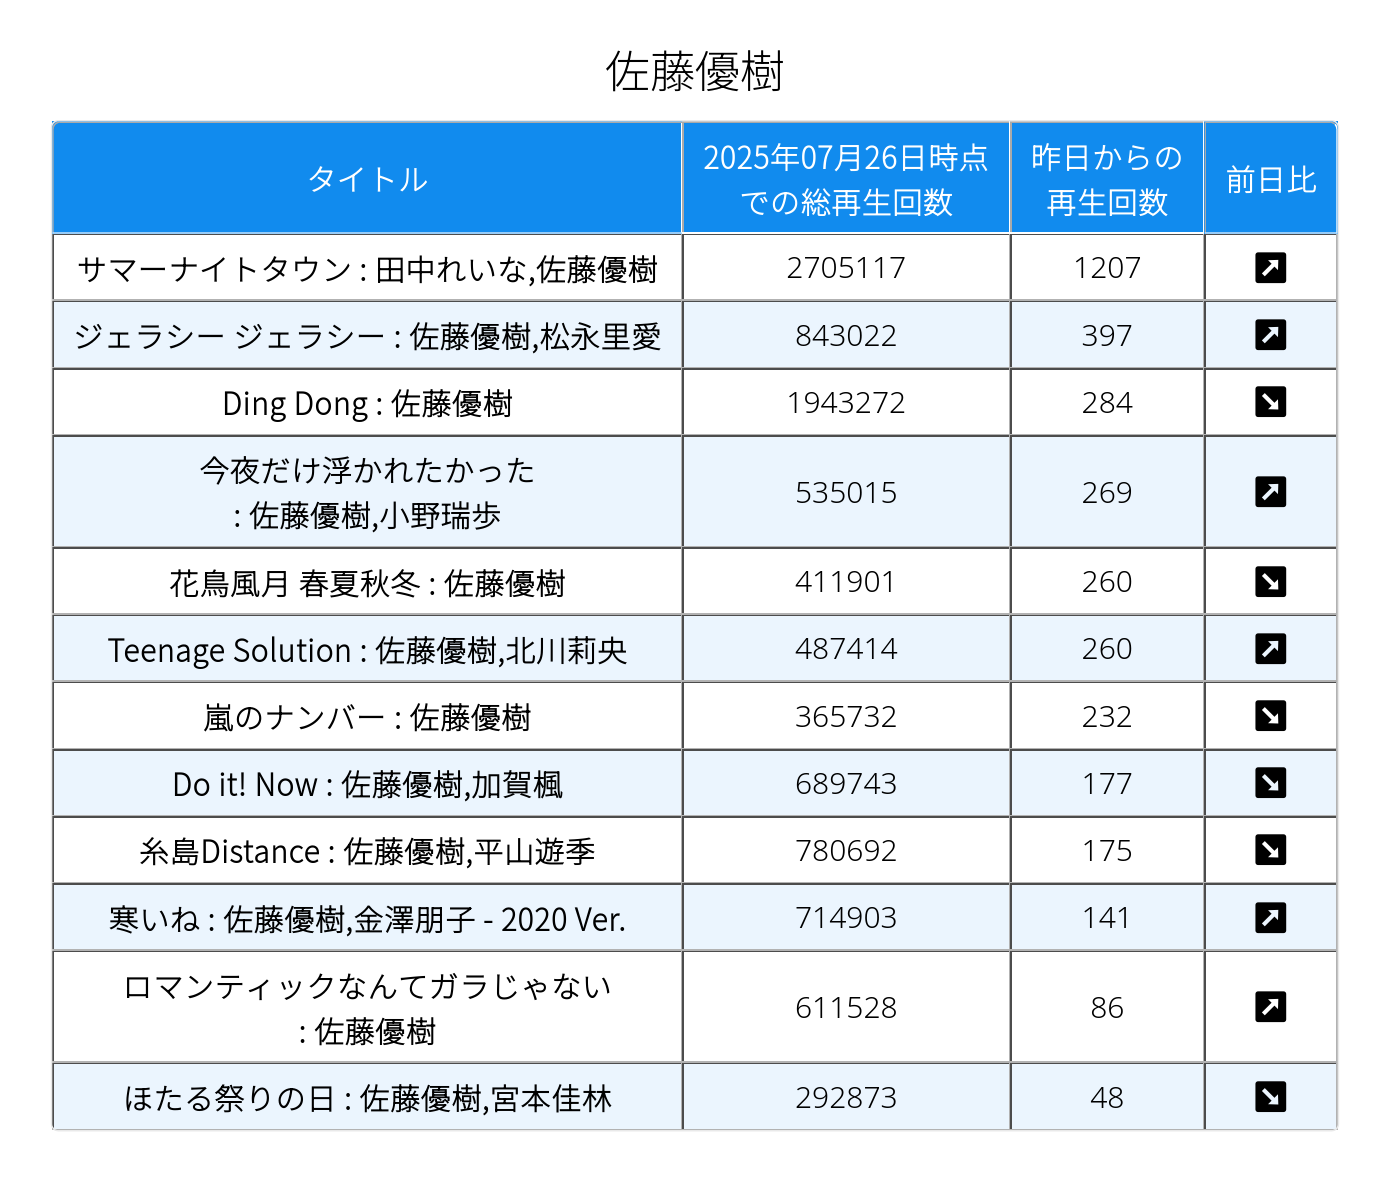 佐藤優樹
タイトル
2025年07月26日時点
での総再生回数
昨日からの
再生回数
前日比
サマーナイトタウン : 田中れいな,佐藤優樹
2705117
1207
ジェラシー ジェラシー : 佐藤優樹,松永里愛
843022
397
Ding Dong : 佐藤優樹
1943272
284
今夜だけ浮かれたかった
: 佐藤優樹,小野瑞歩
535015
269
花鳥風月 春夏秋冬 : 佐藤優樹
411901
260
Teenage Solution : 佐藤優樹,北川莉央
487414
260
嵐のナンバー : 佐藤優樹
365732
232
Do it! Now : 佐藤優樹,加賀楓
689743
177
糸島Distance : 佐藤優樹,平山遊季
780692
175
寒いね : 佐藤優樹,金澤朋子 - 2020 Ver.
714903
141
ロマンティックなんてガラじゃない
: 佐藤優樹
611528
86
ほたる祭りの日 : 佐藤優樹,宮本佳林
292873
48